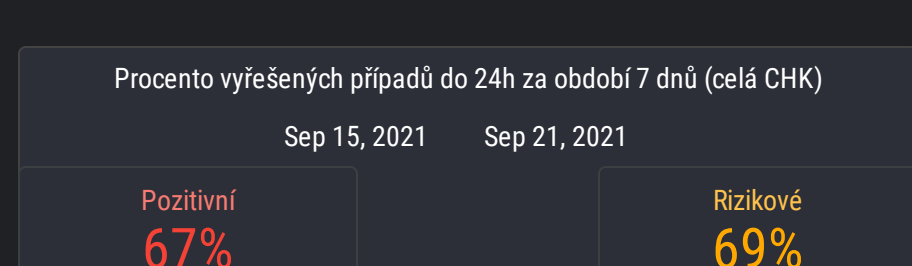 Procento vyřešených případů do 24h za období 7 dnů (celá CHK)
Sep 15, 2021 Sep 21, 2021
Pozitivní Rizikové
67% 69%